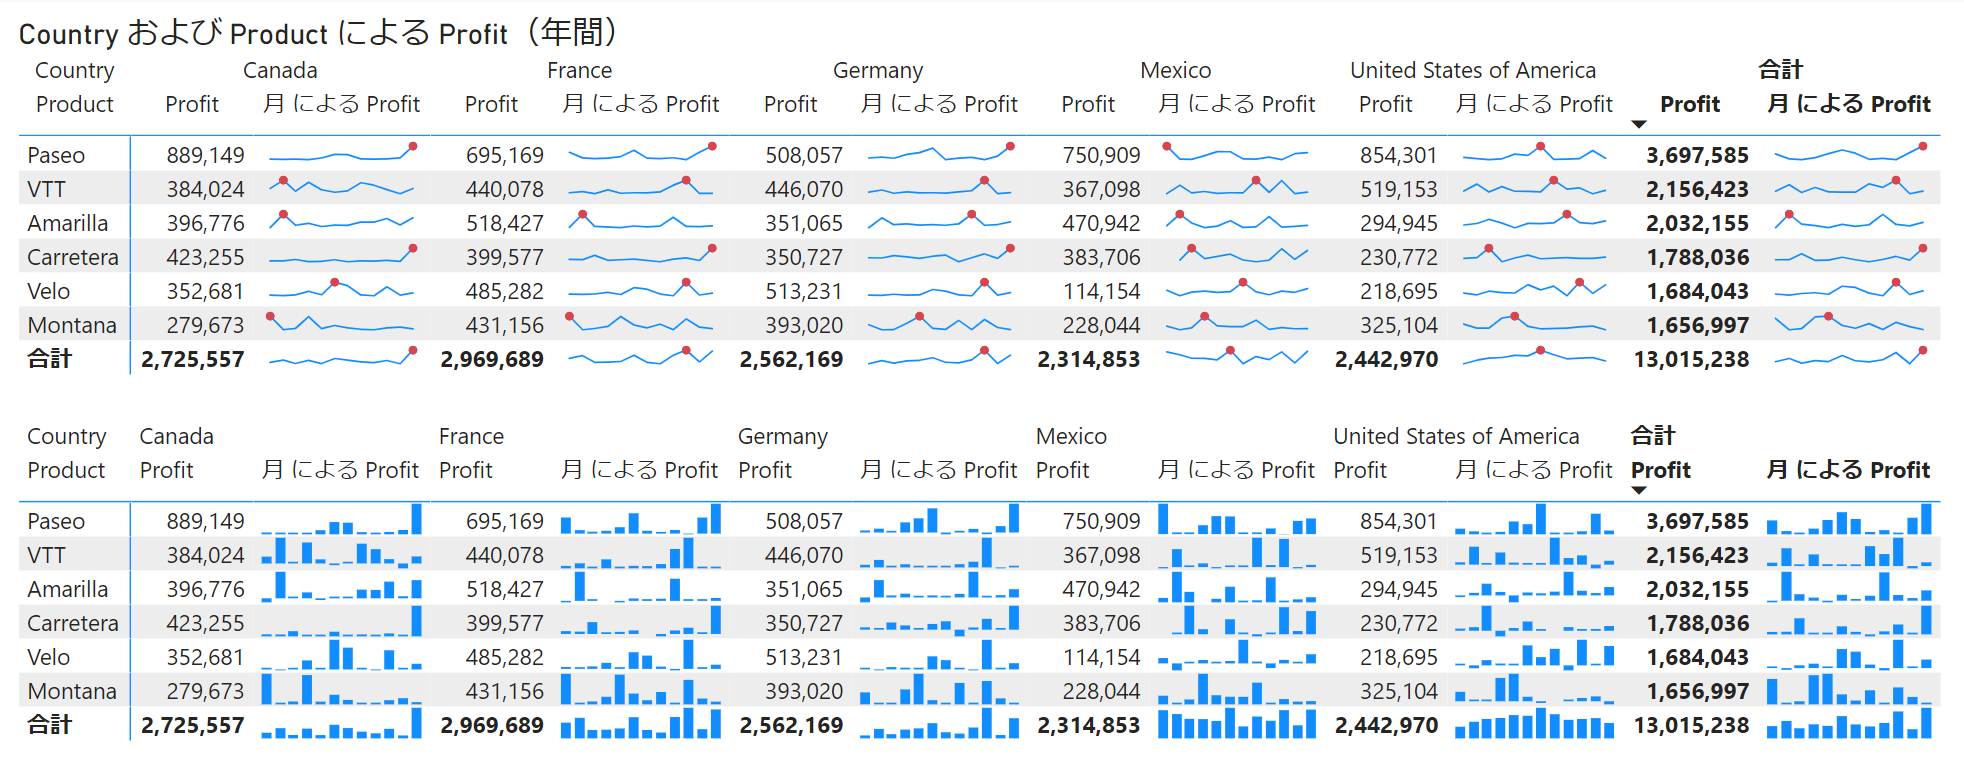 Country および Product による Profit（年間）
Country Canada France Germany Mexico United States of America 合計
Product Profit 月 による Profit Profit 月 による Profit Profit 月 による Profit Profit 月 による Profit Profit 月 による Profit Profit 月 による Profit
Paseo 889,149 695,169 508,057 750,909 854,301 3,697,585
VTT 384,024 440,078 446,070 367,098 519,153 2,156,423
Amarilla 396,776 518,427 351,065 470,942 294,945 2,032,155
Carretera 423,255 399,577 350,727 383,706 230,772 1,788,036
Velo 352,681 485,282 513,231 114,154 218,695 1,684,043
Montana 279,673 431,156 393,020 228,044 325,104 1,656,997
合計 2,725,557 2,969,689 2,562,169 2,314,853 2,442,970 13,015,238
Country Canada France Germany Mexico United States of America 合計
Product Profit 月 による Profit Profit 月 による Profit Profit 月 による Profit Profit 月 による Profit Profit 月 による Profit Profit 月 による Profit
Paseo 889,149 695,169 508,057 750,909 854,301 3,697,585
VTT 384,024 440,078 446,070 367,098 519,153 2,156,423
Amarilla 396,776 518,427 351,065 470,942 294,945 2,032,155
Carretera 423,255 399,577 350,727 383,706 230,772 1,788,036
Velo 352,681 485,282 513,231 114,154 218,695 1,684,043
Montana 279,673 431,156 393,020 228,044 325,104 1,656,997
合計 2,725,557 2,969,689 2,562,169 2,314,853 2,442,970 13,015,238